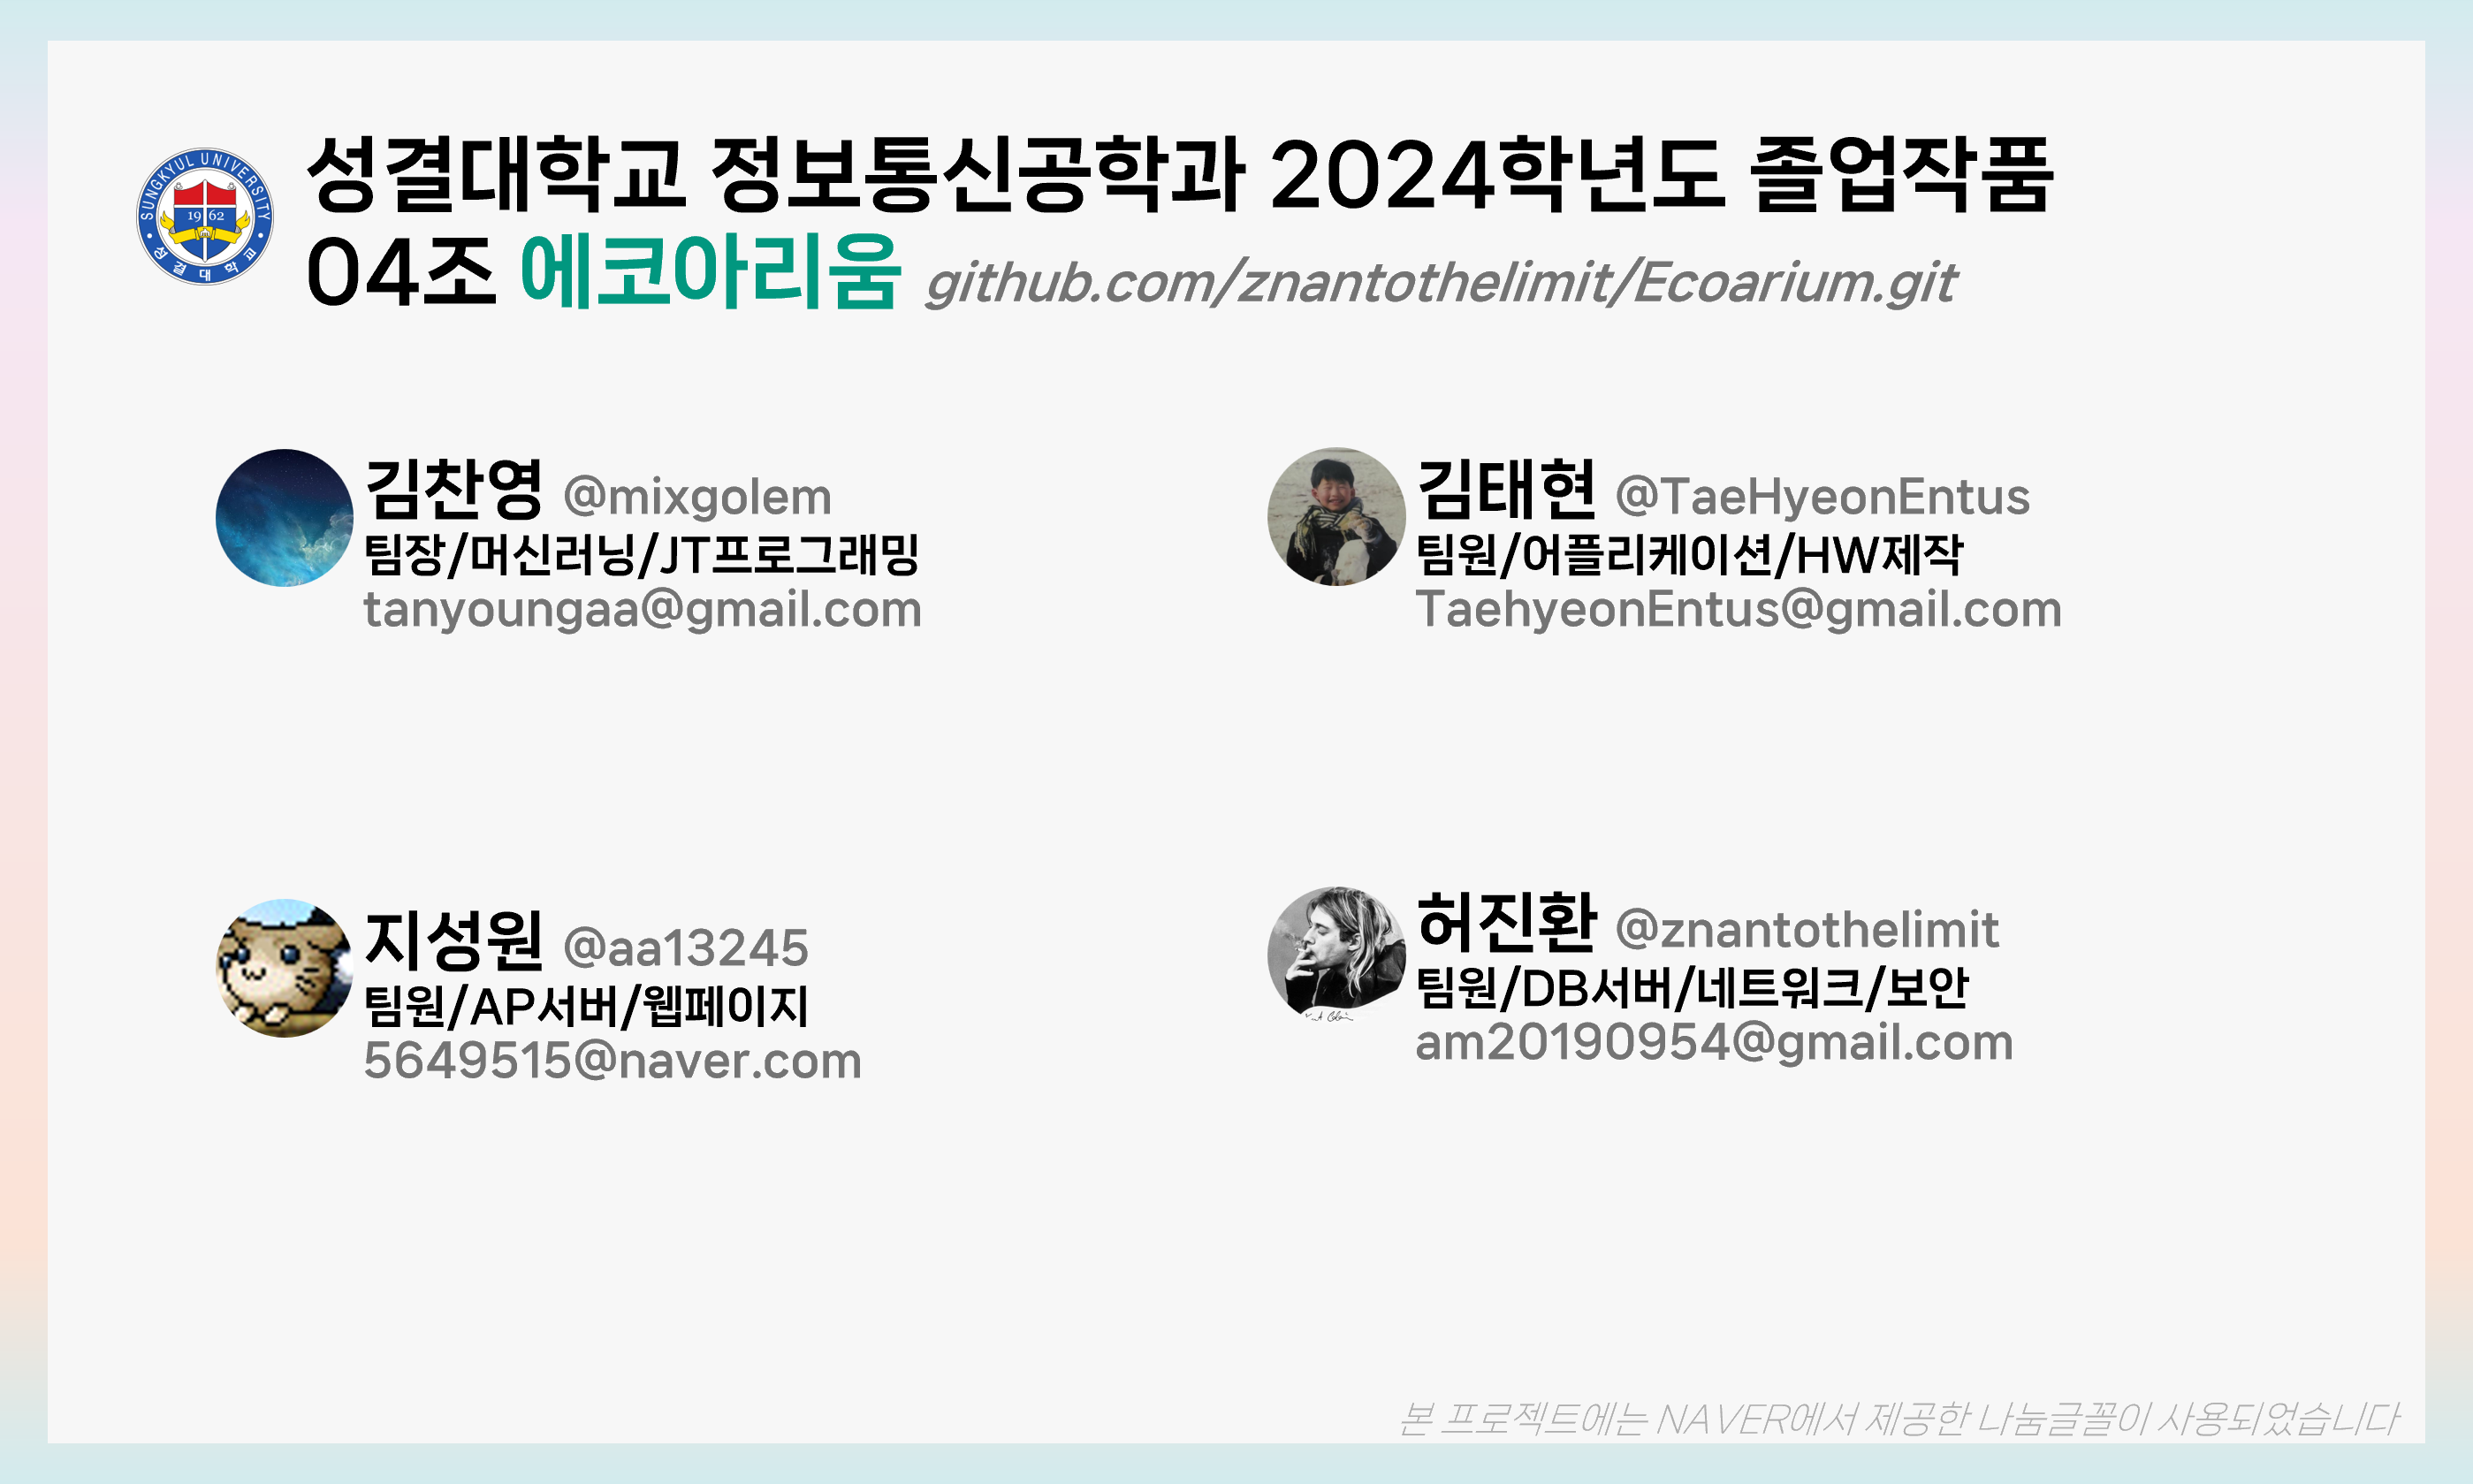 SUNGKYUL UNIVERSITY
19 62
성결대학교
성결대학교 정보통신공학과 2024학년도 졸업작품
04조 에코아리움 github.com/znantothelimit/Ecoarium.git
김찬영 @mixgolem
팀장/머신러닝/JT프로그래밍
tanyoungaa@gmail.com
김태현 @TaeHyeonEntus
팀원/어플리케이션/HW제작
TaehyeonEntus@gmail.com
지성원 @aa13245
팀원/AP서버/웹페이지
5649515@naver.com
허진환 @znantothelimit
팀원/DB서버/네트워크/보안
am20190954@gmail.com
본 프로젝트에는 NAVER에서 제공한 나눔글꼴이 사용되었습니다